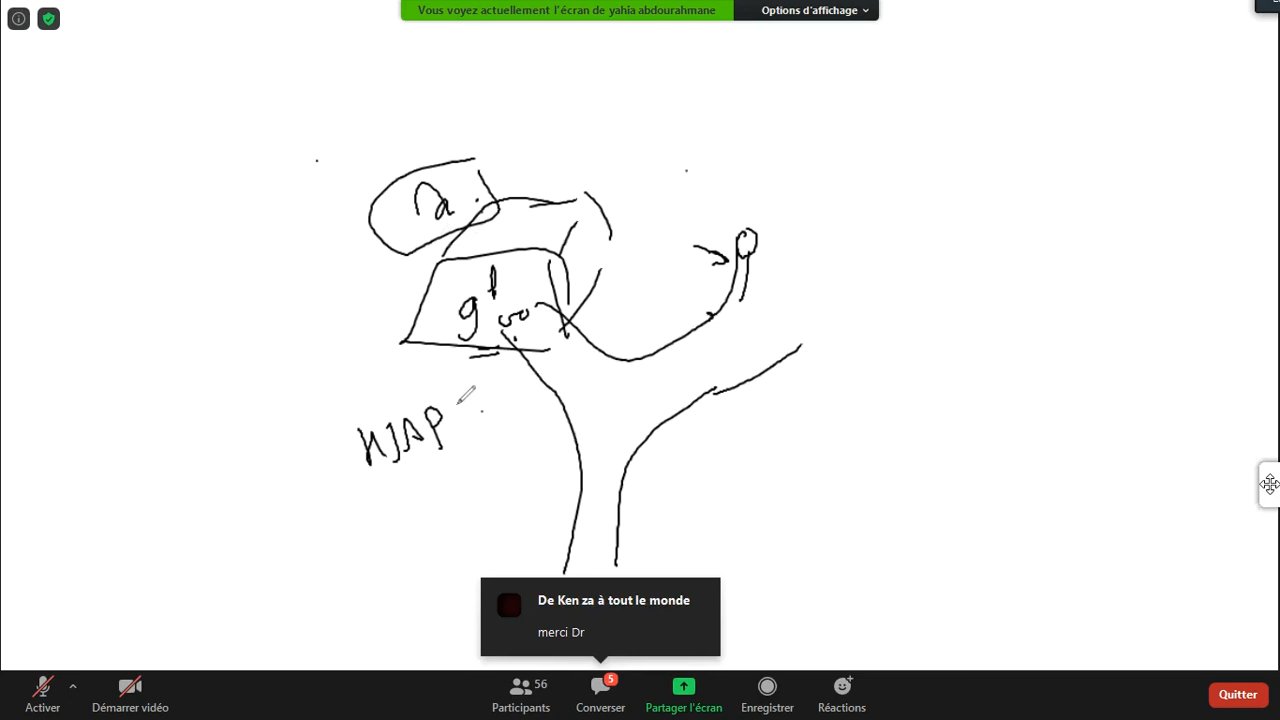 Vous voyez actuellement l'écran de yahia abdourahmane
Options d'affichage
HJAP
De Ken za à tout le monde
merci Dr
Activer
Démarrer vidéo
56
Participants
5
Converser
Partager l'écran
Enregistrer
Réactions
Quitter